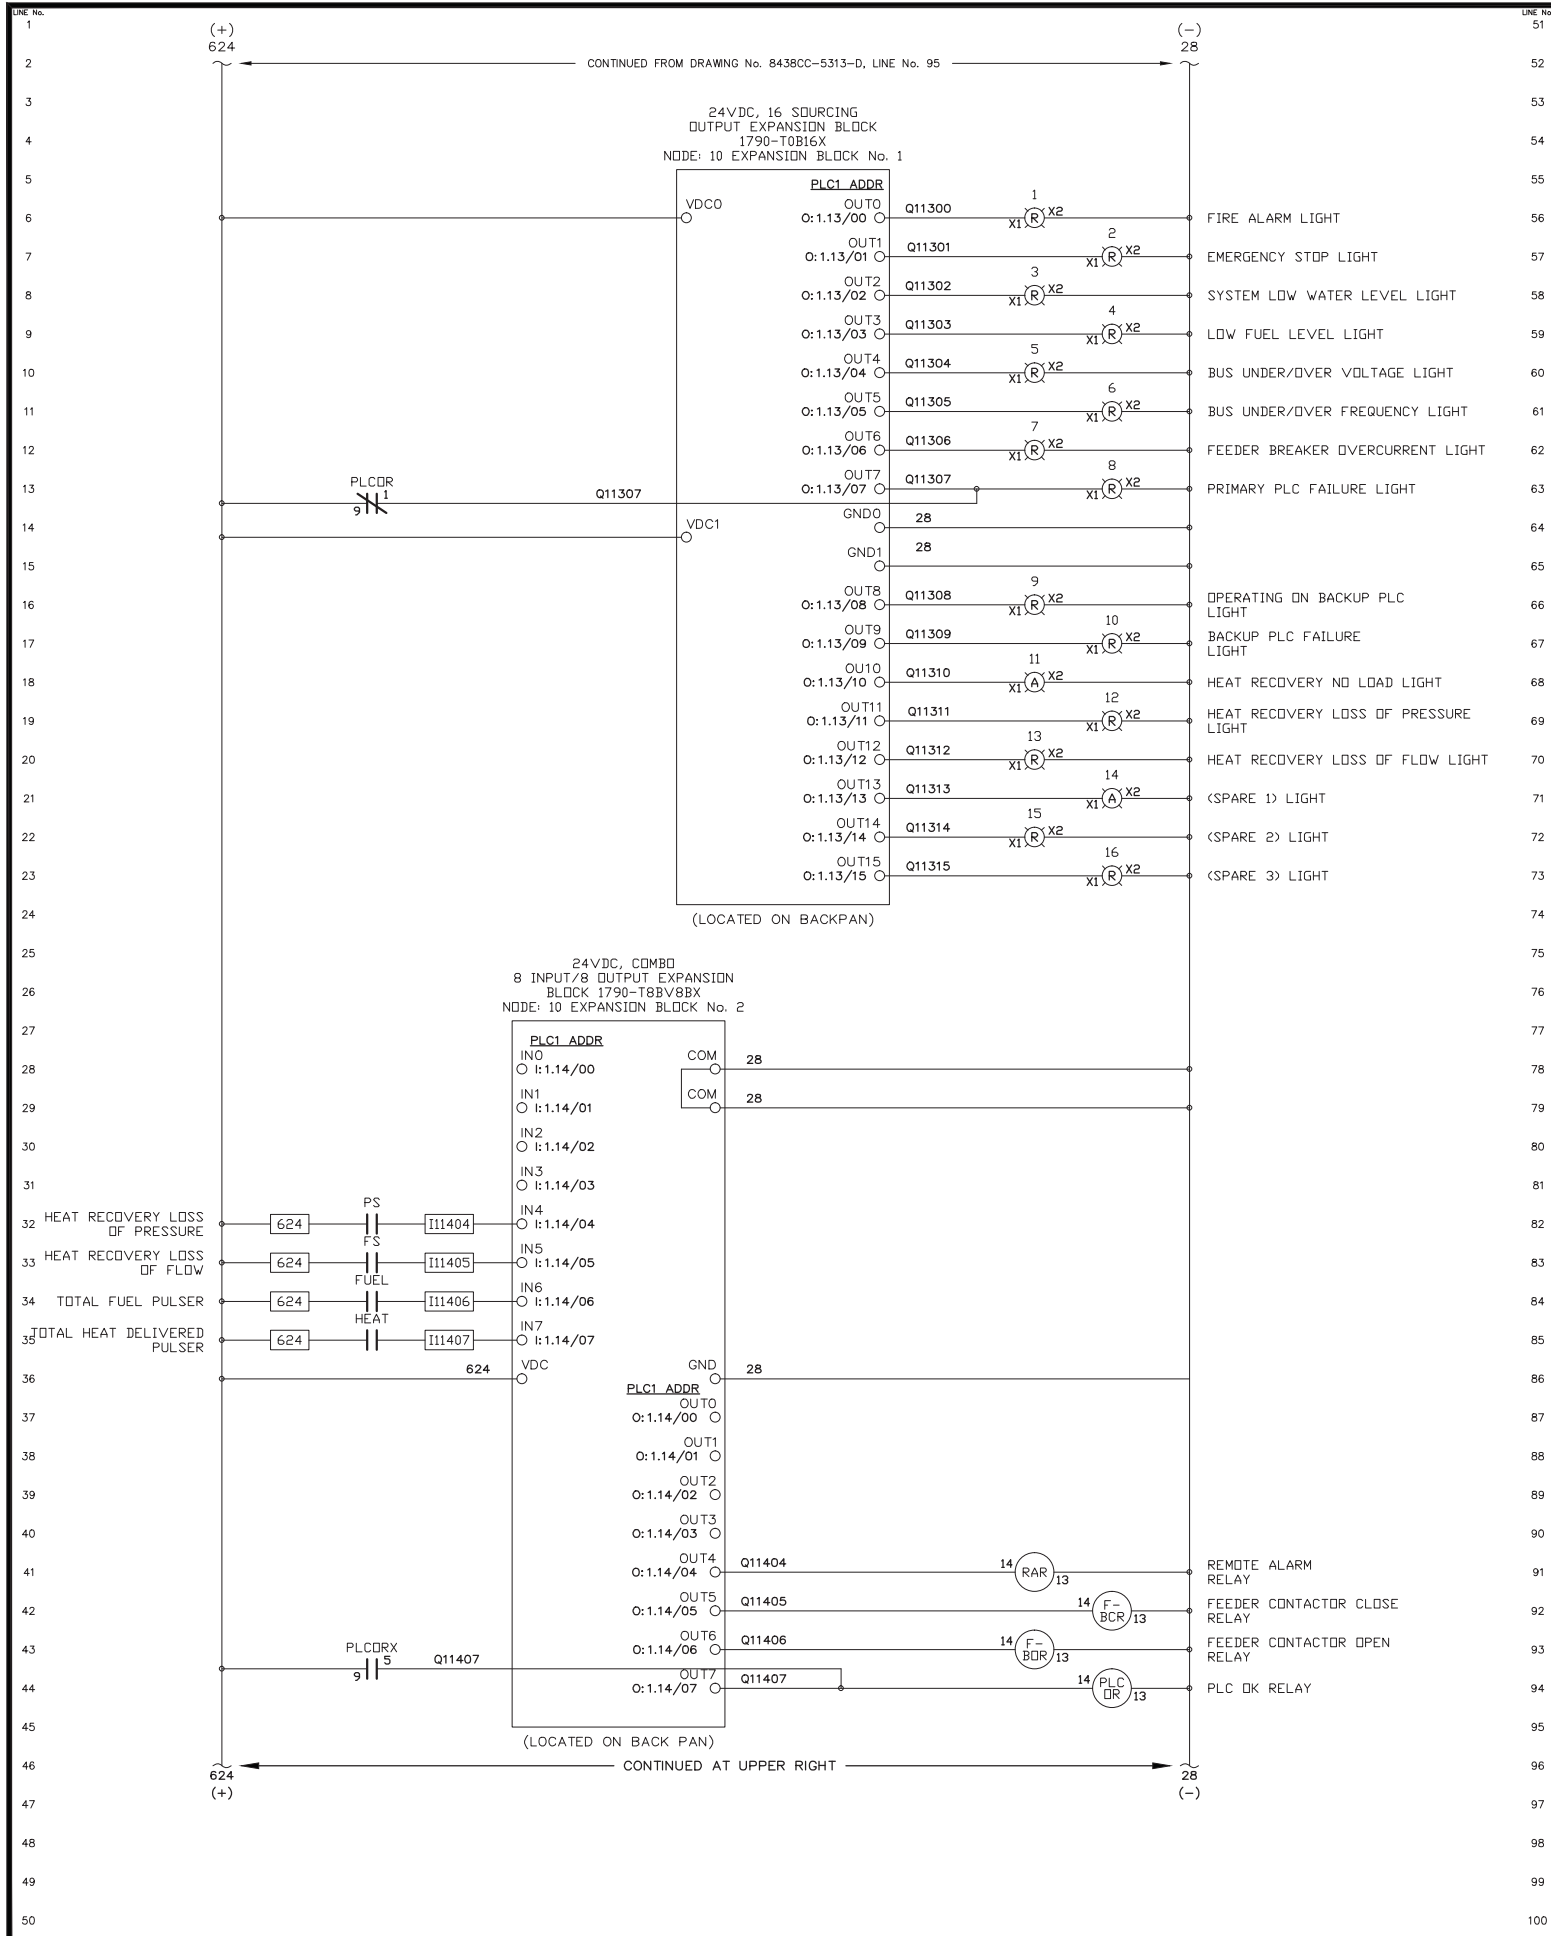 LINE No.
LINE No
1
51
(+)
(-)
624
28
2
CONTINUED FROM DRAWING No. 8438CC-5313-D, LINE No. 95
52
3
53
24VDC, 16 SOURCING
OUTPUT EXPANSION BLOCK
4
1790-T0B16X
54
NODE: 10 EXPANSION BLOCK No. 1
5
55
PLC1 ADDR
VDC0
OUT0
6
O:1.13/00
Q11300
1
X1 R X2
FIRE ALARM LIGHT
56
OUT1
7
O:1.13/01
Q11301
2
X1 R X2
EMERGENCY STOP LIGHT
57
OUT2
8
O:1.13/02
Q11302
3
X1 R X2
SYSTEM LOW WATER LEVEL LIGHT
58
OUT3
9
O:1.13/03
Q11303
4
X1 R X2
LOW FUEL LEVEL LIGHT
59
OUT4
10
O:1.13/04
Q11304
5
X1 R X2
BUS UNDER/OVER VOLTAGE LIGHT
60
OUT5
11
O:1.13/05
Q11305
6
X1 R X2
BUS UNDER/OVER FREQUENCY LIGHT
61
OUT6
12
O:1.13/06
Q11306
7
X1 R X2
FEEDER BREAKER OVERCURRENT LIGHT
62
PLCOR
9
1
Q11307
OUT7
13
O:1.13/07
Q11307
8
X1 R X2
PRIMARY PLC FAILURE LIGHT
63
VDC1
GND0
14
28
64
GND1
28
15
65
OUT8
16
O:1.13/08
Q11308
9
X1 R X2
OPERATING ON BACKUP PLC
LIGHT
66
OUT9
17
O:1.13/09
Q11309
10
X1 R X2
BACKUP PLC FAILURE
LIGHT
67
OU10
18
O:1.13/10
Q11310
11
X1 A X2
HEAT RECOVERY NO LOAD LIGHT
68
OUT11
19
O:1.13/11
Q11311
12
X1 R X2
HEAT RECOVERY LOSS OF PRESSURE
LIGHT
69
OUT12
20
O:1.13/12
Q11312
13
X1 R X2
HEAT RECOVERY LOSS OF FLOW LIGHT
70
OUT13
21
O:1.13/13
Q11313
14
X1 A X2
(SPARE 1) LIGHT
71
OUT14
22
O:1.13/14
Q11314
15
X1 R X2
(SPARE 2) LIGHT
72
OUT15
23
O:1.13/15
Q11315
16
X1 R X2
(SPARE 3) LIGHT
73
24
(LOCATED ON BACKPAN)
74
25
75
24VDC, COMBO
8 INPUT/8 OUTPUT EXPANSION
26
BLOCK 1790-T8BV8BX
76
NODE: 10 EXPANSION BLOCK No. 2
27
77
PLC1 ADDR
IN0
COM
28
I:1.14/00
28
78
IN1
COM
29
I:1.14/01
28
79
IN2
30
I:1.14/02
80
IN3
31
I:1.14/03
81
32
HEAT RECOVERY LOSS
OF PRESSURE
624
PS
I11404
IN4
I:1.14/04
82
33
HEAT RECOVERY LOSS
OF FLOW
624
FS
I11405
IN5
I:1.14/05
83
34
TOTAL FUEL PULSER
624
FUEL
I11406
IN6
I:1.14/06
84
35
TOTAL HEAT DELIVERED
PULSER
624
HEAT
I11407
IN7
I:1.14/07
85
36
624
VDC
GND
28
86
PLC1 ADDR
OUT0
37
O:1.14/00
87
OUT1
38
O:1.14/01
88
OUT2
39
O:1.14/02
89
OUT3
40
O:1.14/03
90
OUT4
41
O:1.14/04
Q11404
14 RAR 13
REMOTE ALARM
RELAY
91
OUT5
42
O:1.14/05
Q11405
14 F-
BCR 13
FEEDER CONTACTOR CLOSE
RELAY
92
OUT6
43
O:1.14/06
Q11406
14 F-
BOR 13
FEEDER CONTACTOR OPEN
RELAY
93
PLCORX
9
5
Q11407
OUT7
44
O:1.14/07
Q11407
14 PLC
OR 13
PLC OK RELAY
94
45
95
(LOCATED ON BACK PAN)
46
CONTINUED AT UPPER RIGHT
96
624
28
(+)
(-)
47
97
48
98
49
99
50
100